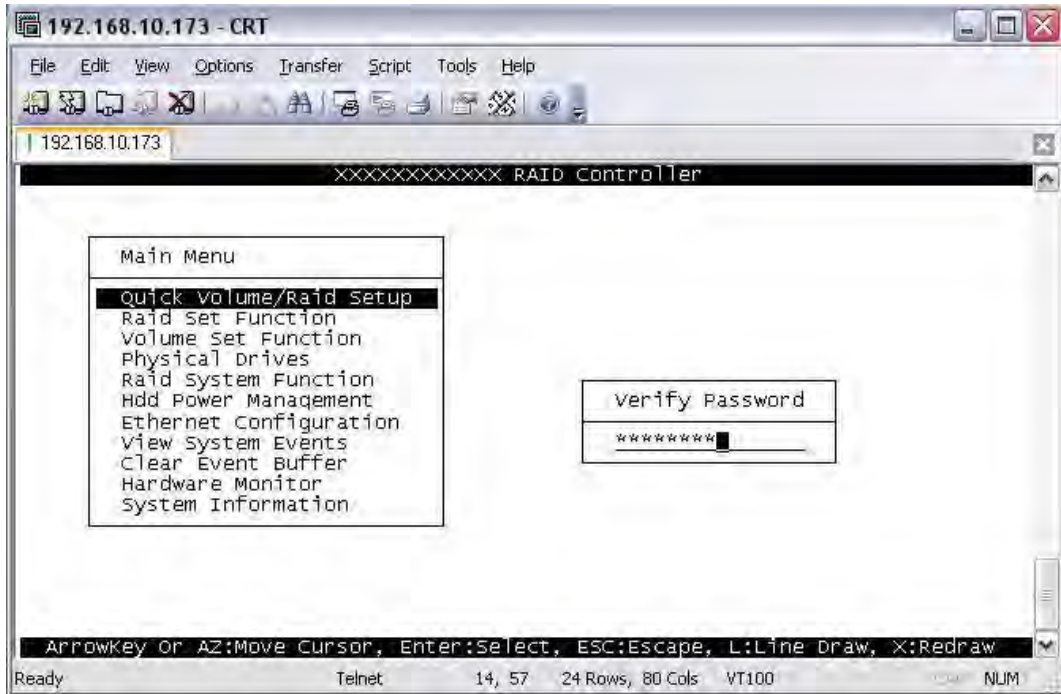 192.168.10.173 - CRT
File Edit View Options Transfer Script Tools Help
192.168.10.173
XXXXXXXXXXXX RAID Controller
Main Menu
Quick Volume/Raid Setup
Raid Set Function
Volume Set Function
Physical Drives
Raid System Function
Hdd Power Management
Ethernet Configuration
View System Events
Clear Event Buffer
Hardware Monitor
System Information
Verify Password
********
ArrowKey Or AZ:Move Cursor, Enter:Select, ESC:Escape, L:Line Draw, X:Redraw
Ready Telnet 14, 57 24 Rows, 80 Cols VT100 NUM